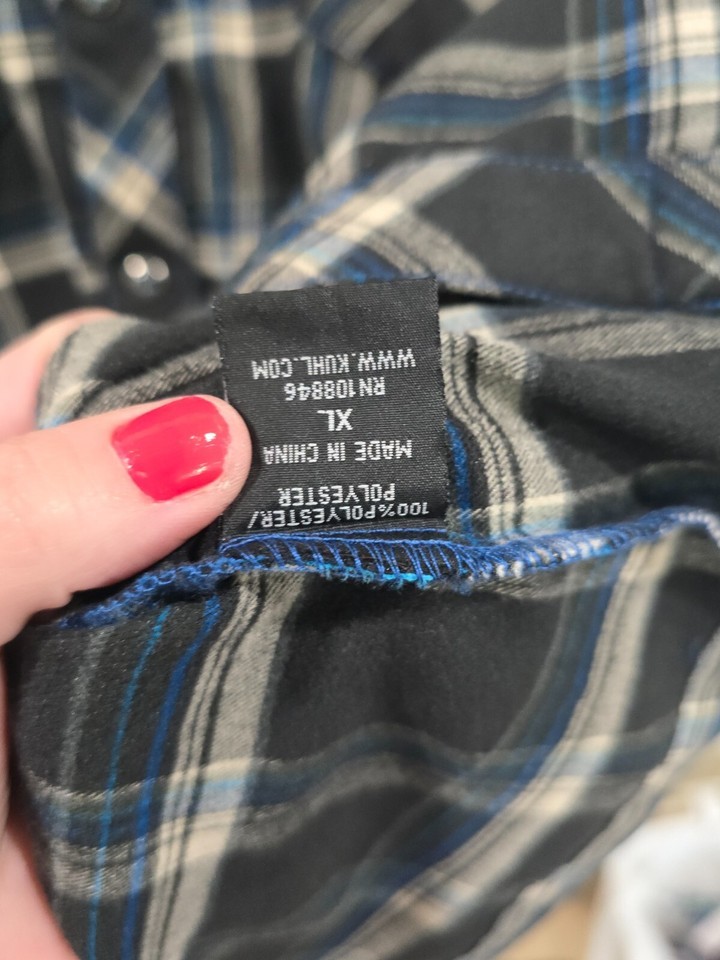 100%POLYESTER/
POLYESTER
MADE IN CHINA
XL
RN108846
WWW.KUHL.COM